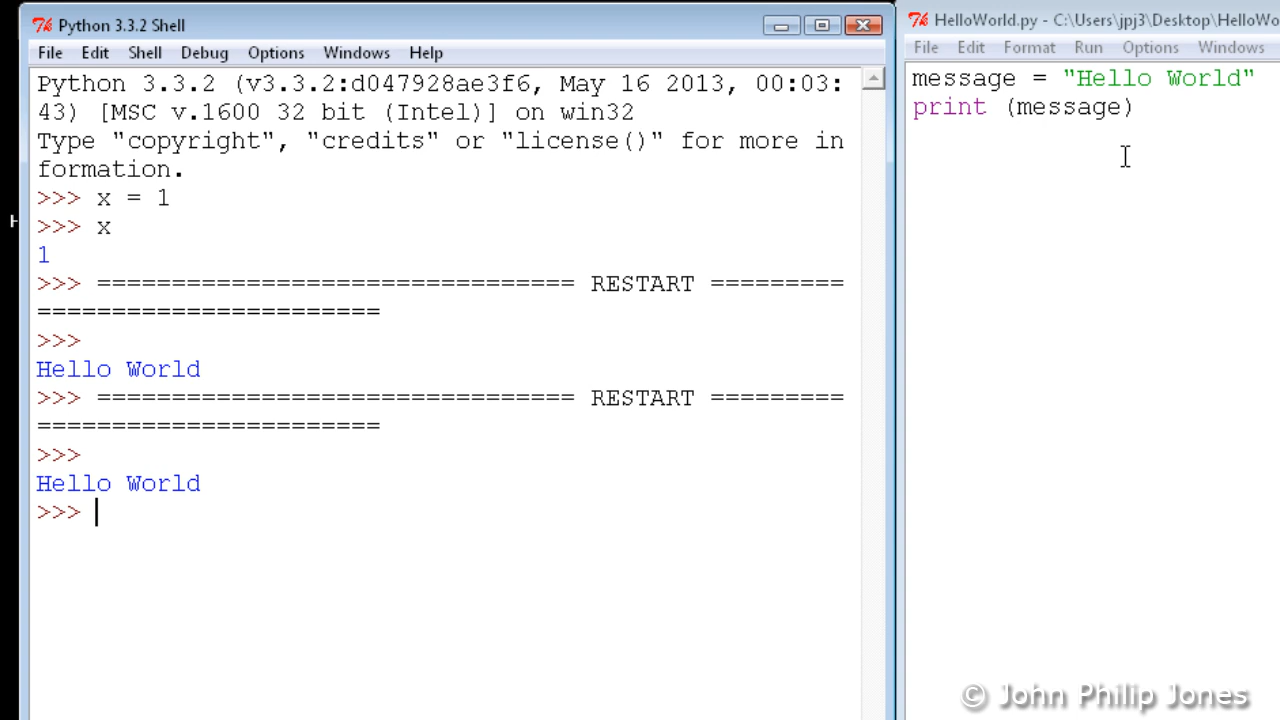 Python 3.3.2 Shell
File Edit Shell Debug Options Windows Help
Python 3.3.2 (v3.3.2:d047928ae3f6, May 16 2013, 00:03:
43) [MSC v.1600 32 bit (Intel)] on win32
Type "copyright", "credits" or "license()" for more in
formation.
>>> x = 1
>>> x
1
>>> ================================ RESTART =========
=======================
>>>
Hello World
>>> ================================ RESTART =========
=======================
>>>
Hello World
>>>
HelloWorld.py - C:\Users\jpj3\Desktop\HelloWo
File Edit Format Run Options Windows
message = "Hello World"
print (message)
© John Philip Jones